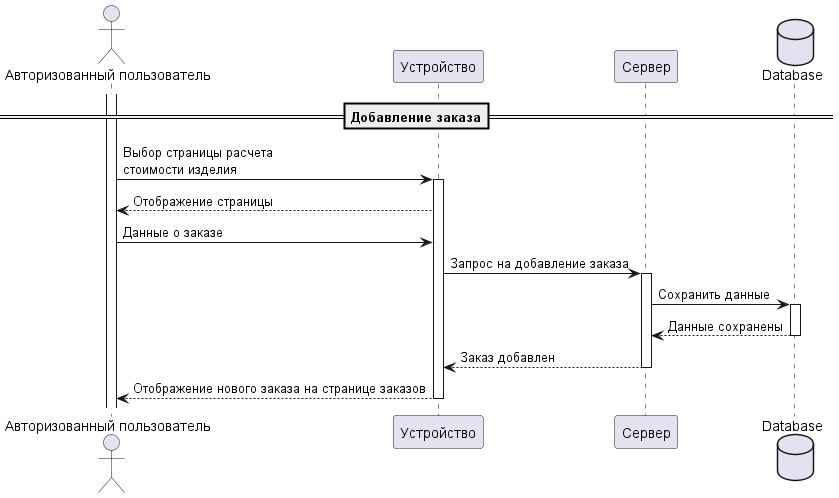 Авторизованный пользователь
Устройство
Сервер
Database
Добавление заказа
Выбор страницы расчета
стоимости изделия
Отображение страницы
Данные о заказе
Запрос на добавление заказа
Сохранить данные
Данные сохранены
Заказ добавлен
Отображение нового заказа на странице заказов
Авторизованный пользователь
Устройство
Сервер
Database